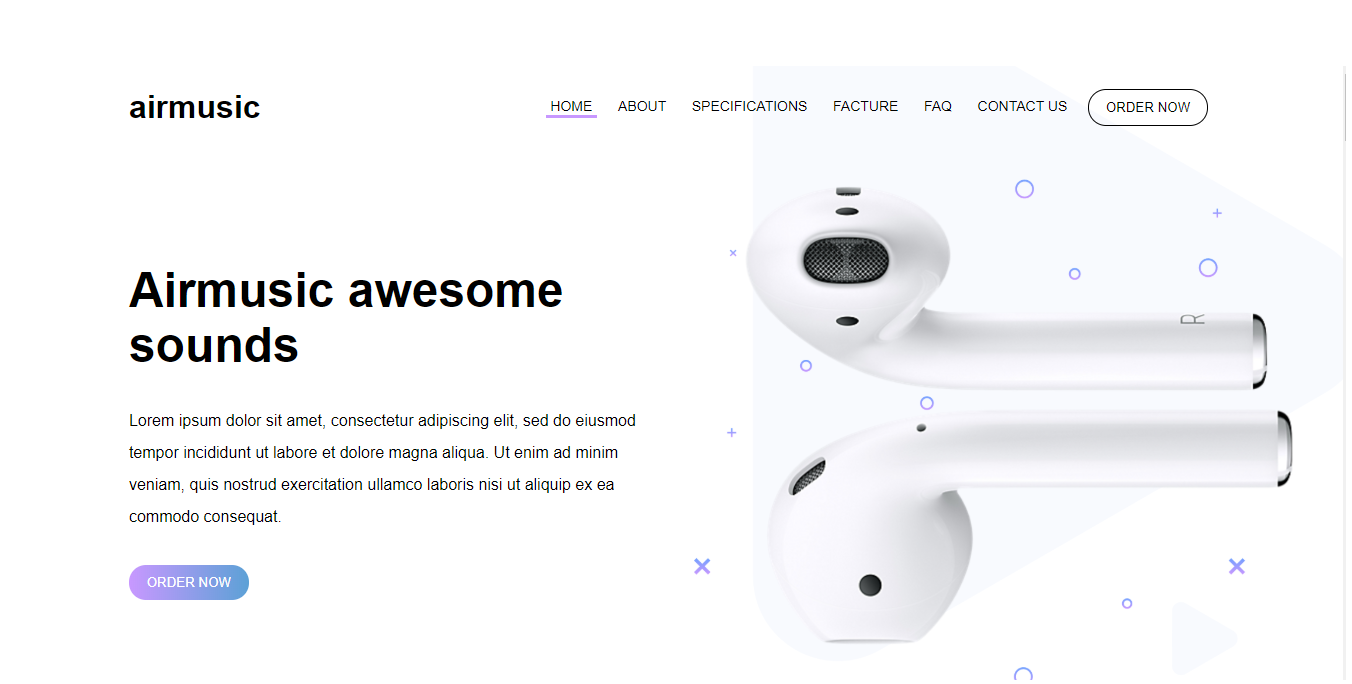 airmusic
HOME ABOUT SPECIFICATIONS FACTURE FAQ CONTACT US ORDER NOW
R
Airmusic awesome
sounds
Lorem ipsum dolor sit amet, consectetur adipiscing elit, sed do eiusmod
tempor incididunt ut labore et dolore magna aliqua. Ut enim ad minim
veniam, quis nostrud exercitation ullamco laboris nisi ut aliquip ex ea
commodo consequat.
ORDER NOW